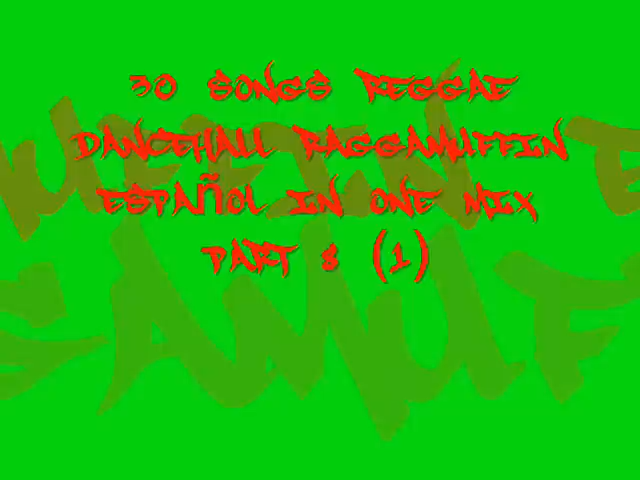 30 SONGS REGGAE
DANCEHALL RAGGAMUFFIN
ESPAÑOL IN ONE MIX
PART 8 (1)